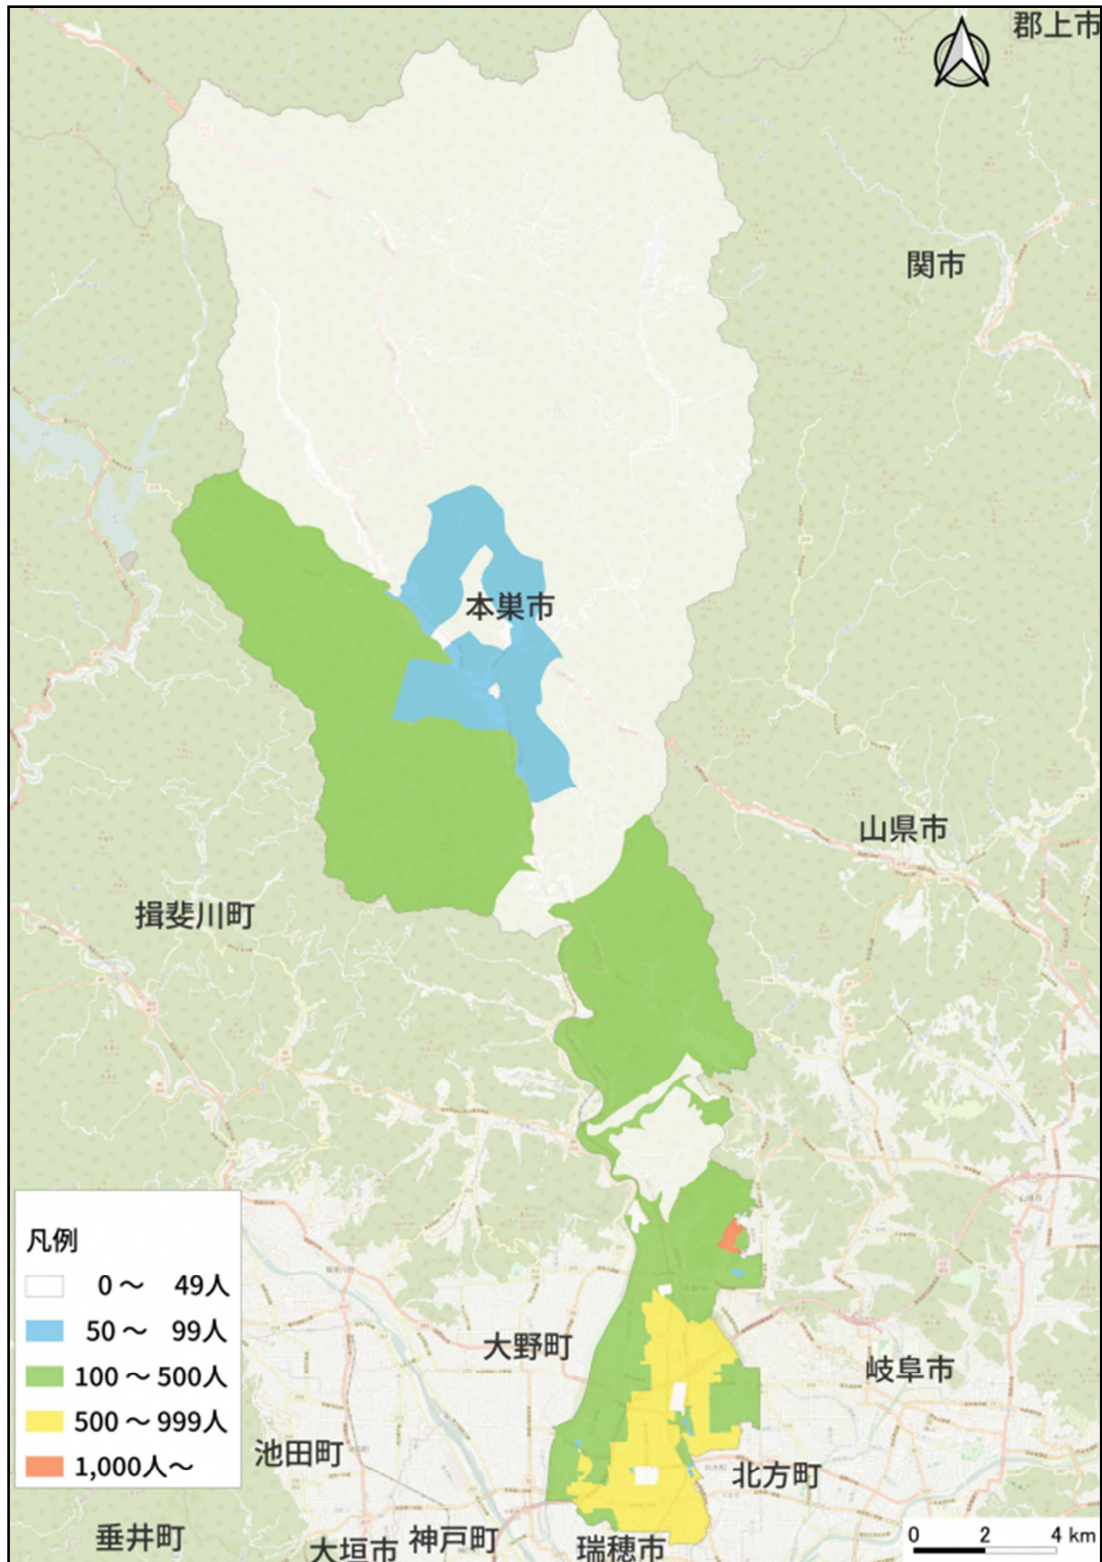 郡上市
関市
本巣市
山県市
揖斐川町
凡例
0～ 49人
50～ 99人
100～500人
500～999人
1,000人～
大野町
岐阜市
池田町
北方町
垂井町
大垣市
神戸町
瑞穂市
0 2 4 km